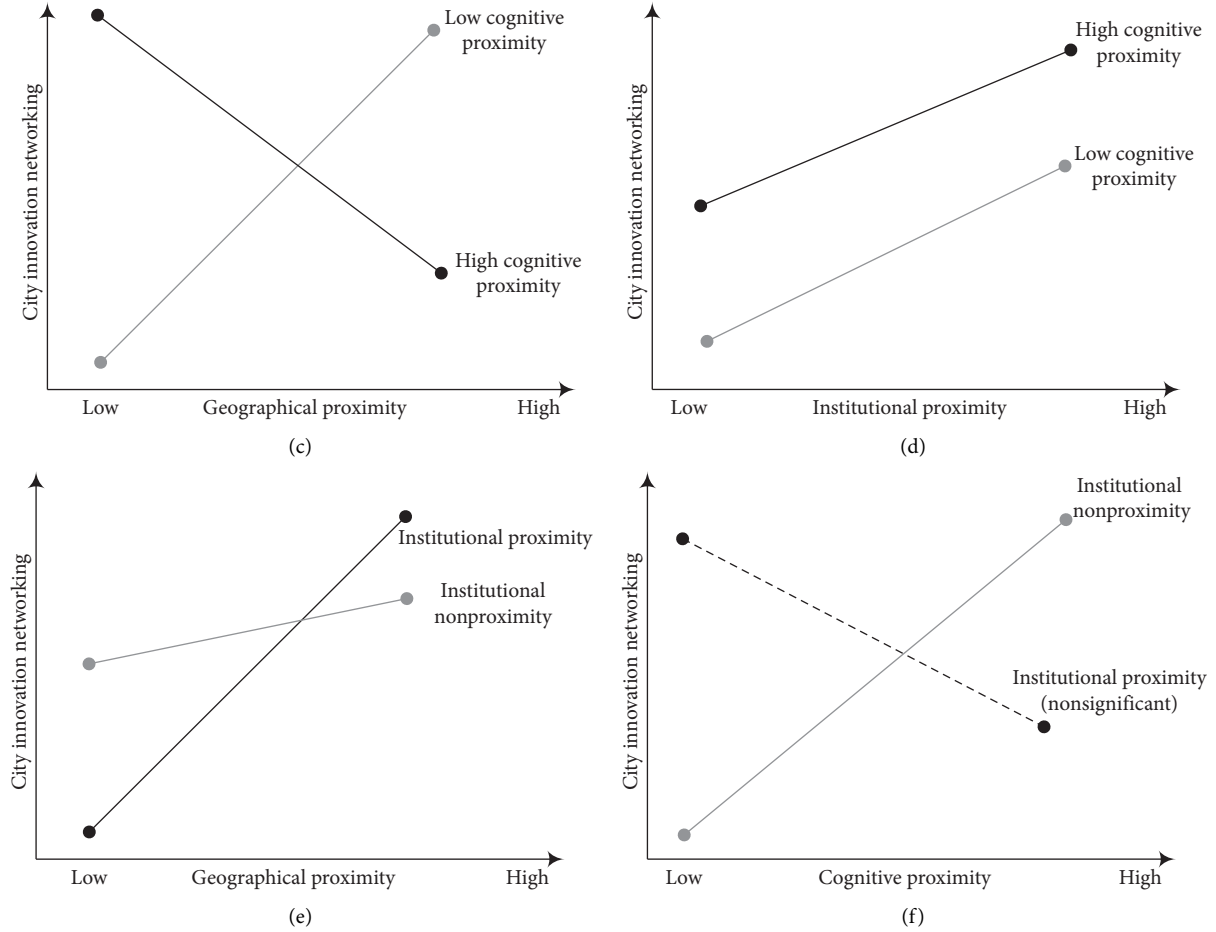 City innovation networking
Low cognitive
proximity
High cognitive
proximity
Low
Geographical proximity
High
(c)
City innovation networking
High cognitive
proximity
Low cognitive
proximity
Low
Institutional proximity
High
(d)
City innovation networking
Institutional proximity
Institutional
nonproximity
Low
Geographical proximity
High
(e)
City innovation networking
Institutional
nonproximity
Institutional proximity
(nonsignificant)
Low
Cognitive proximity
High
(f)